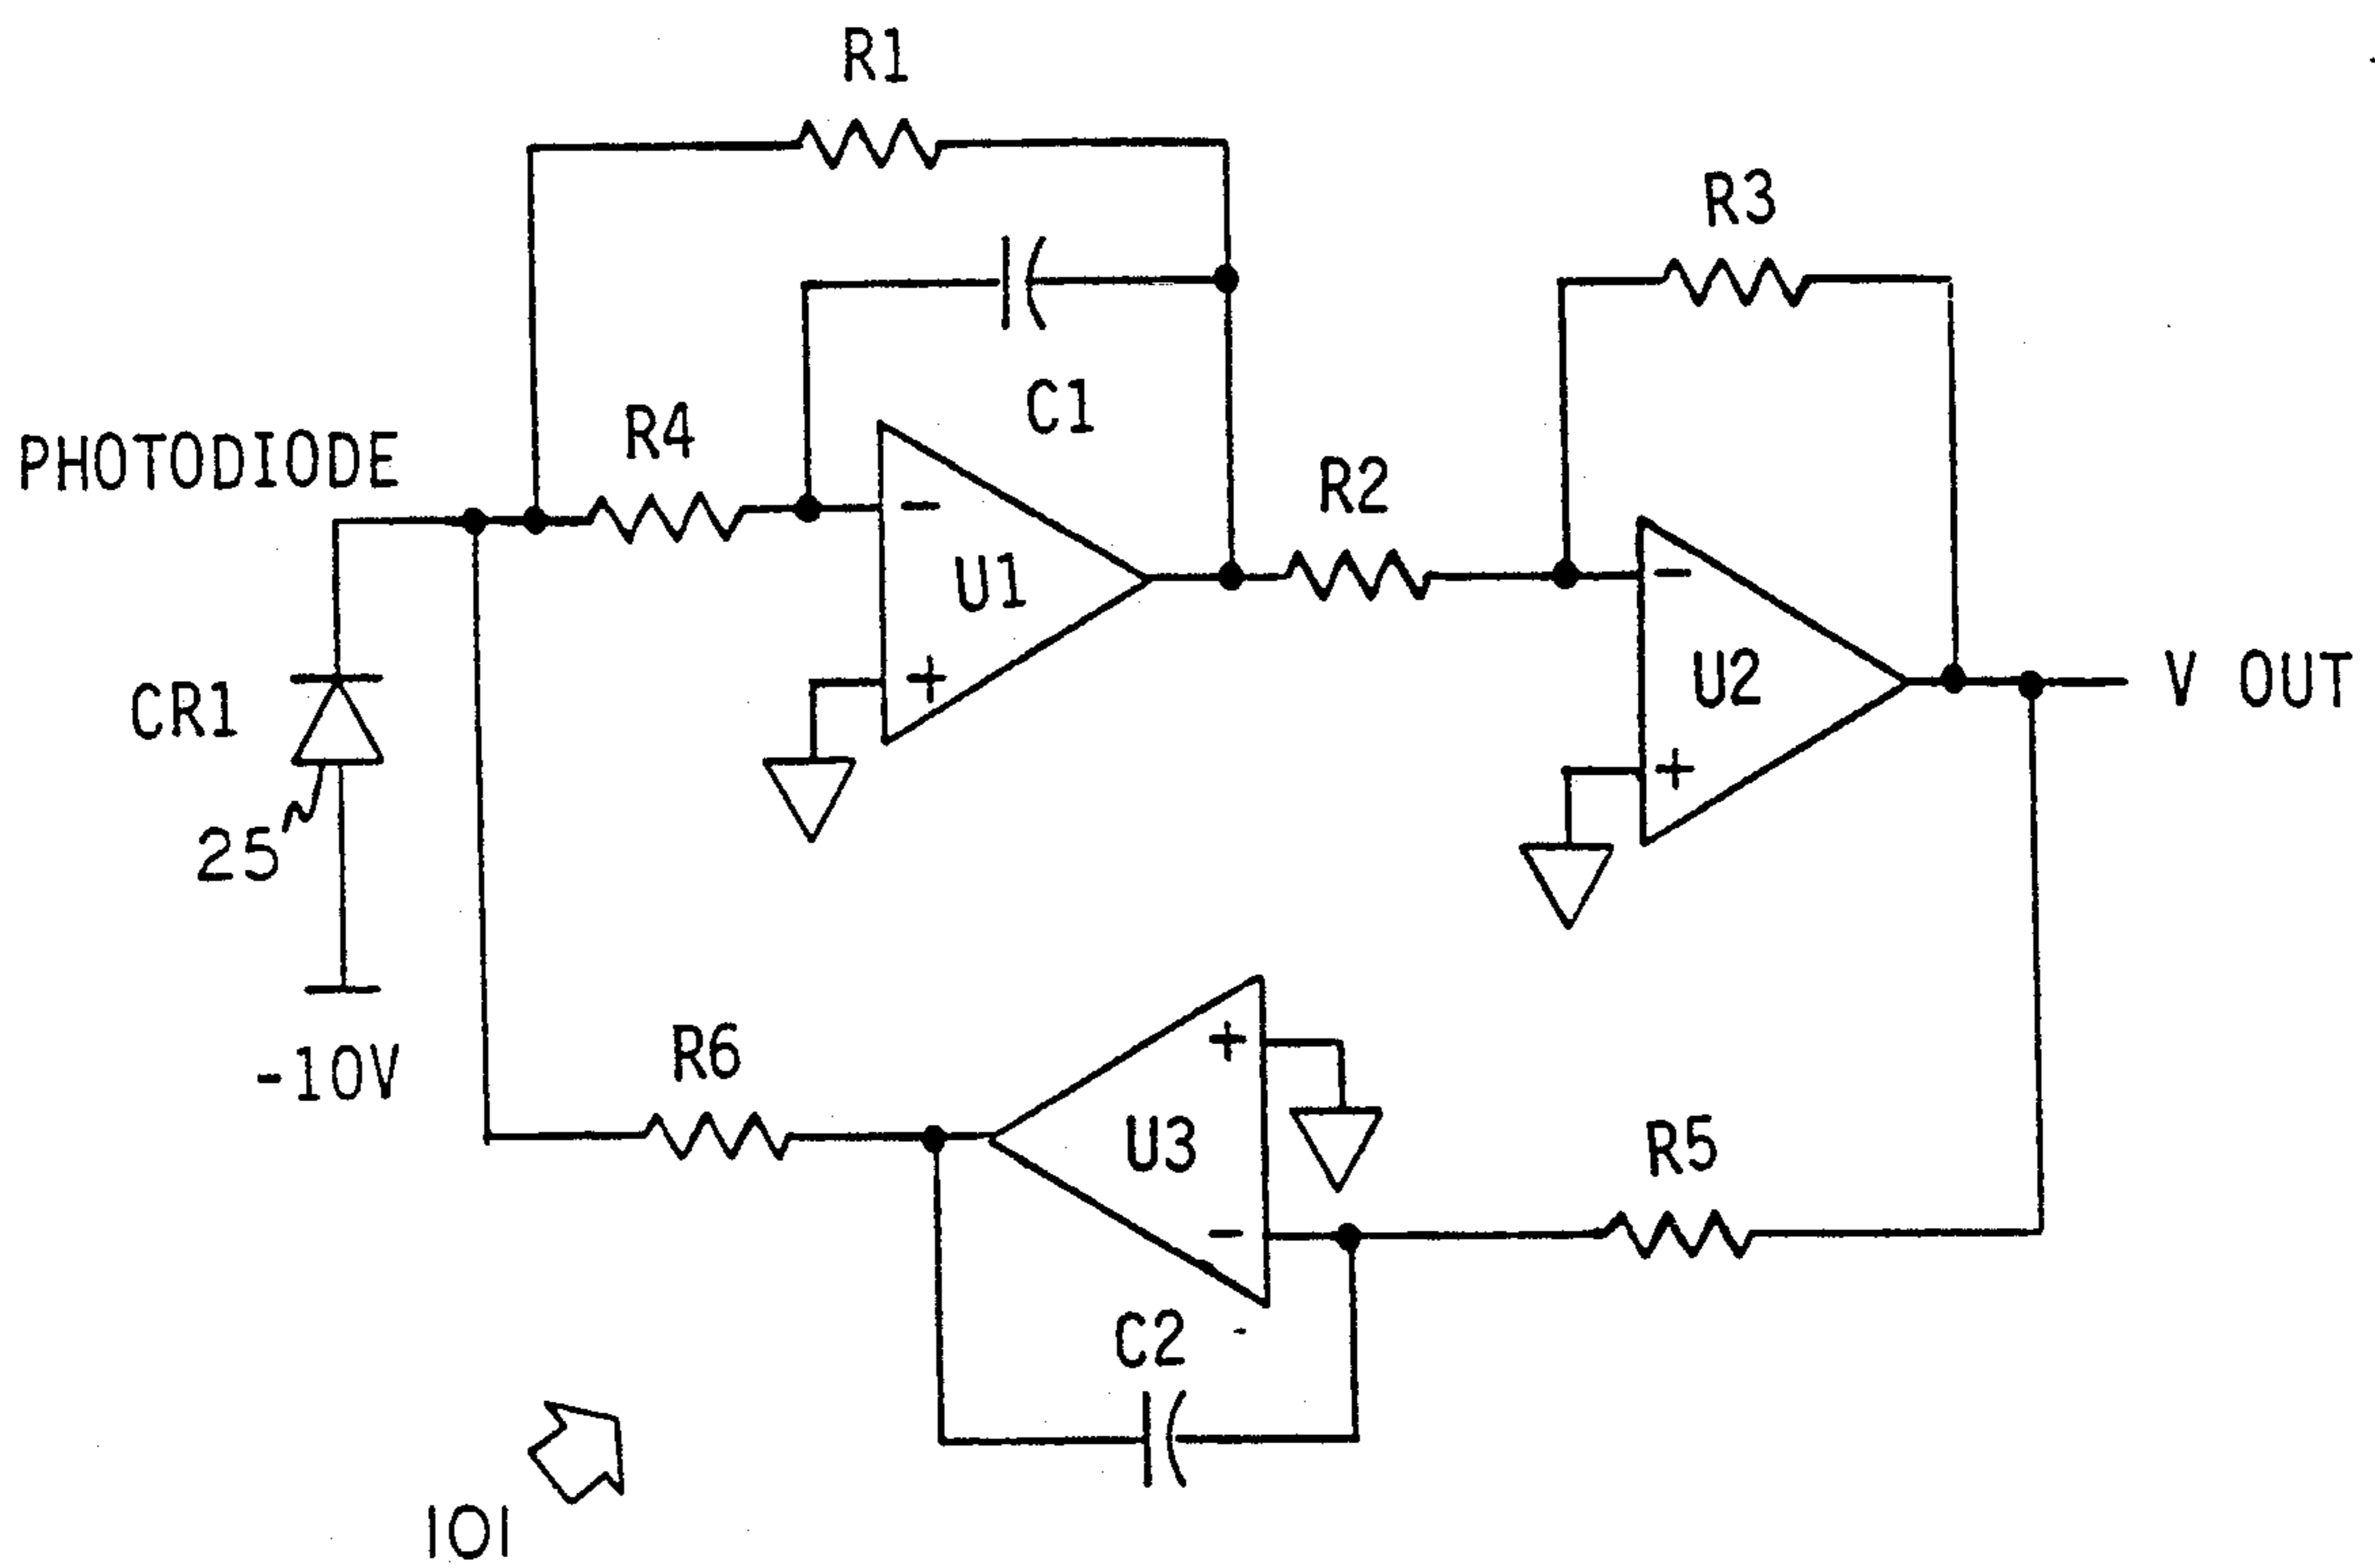 R1
R3
C1
R4
R2
PHOTODIODE
-
U1
+
-
U2
+
V OUT
CR1
25
-10V
R6
+
U3
-
R5
C2
101